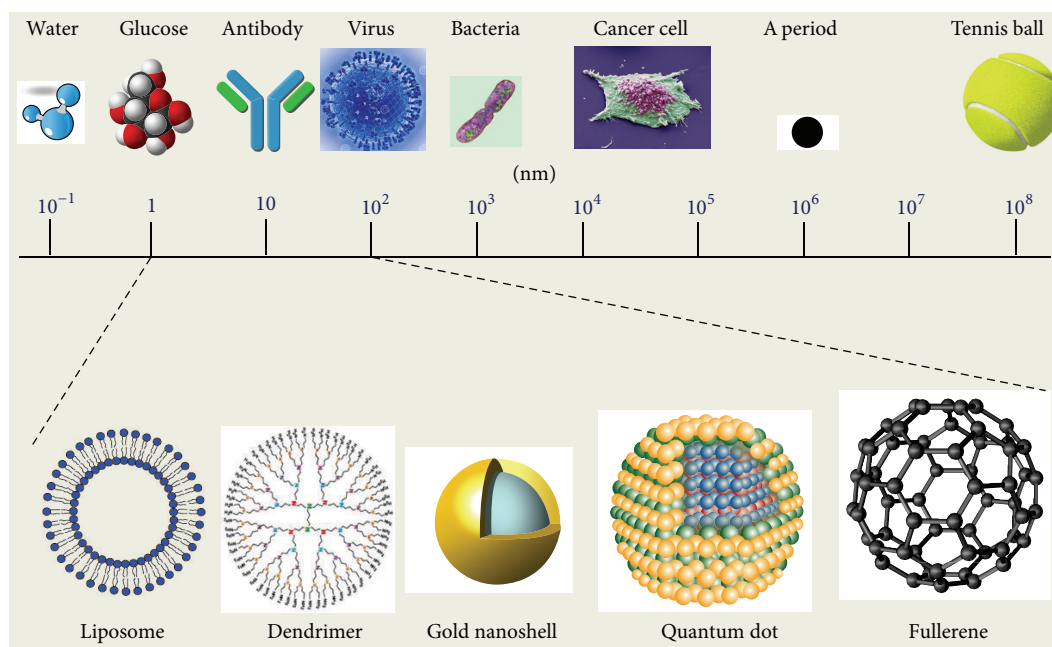 Water Glucose Antibody Virus Bacteria Cancer cell A period Tennis ball
(nm)
10⁻¹ 1 10 10² 10³ 10⁴ 10⁵ 10⁶ 10⁷ 10⁸
Liposome Dendrimer Gold nanoshell Quantum dot Fullerene